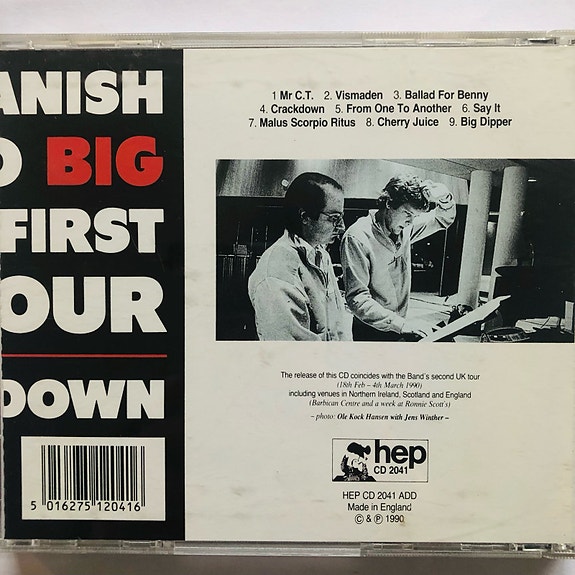 ANISH
O BIG
FIRST
OUR
DOWN
5 016275 120416
1 Mr C.T. 2. Vismaden 3. Ballad For Benny
4. Crackdown 5. From One To Another 6. Say It
7. Malus Scorpio Ritus 8. Cherry Juice 9. Big Dipper
The release of this CD coincides with the Band's second UK tour
(18th Feb – 4th March 1990)
including venues in Northern Ireland, Scotland and England
(Barbican Centre and a week at Ronnie Scott's)
– photo: Ole Kock Hansen with Jens Winther –
hep
CD 2041
HEP CD 2041 ADD
Made in England
© & ℗ 1990